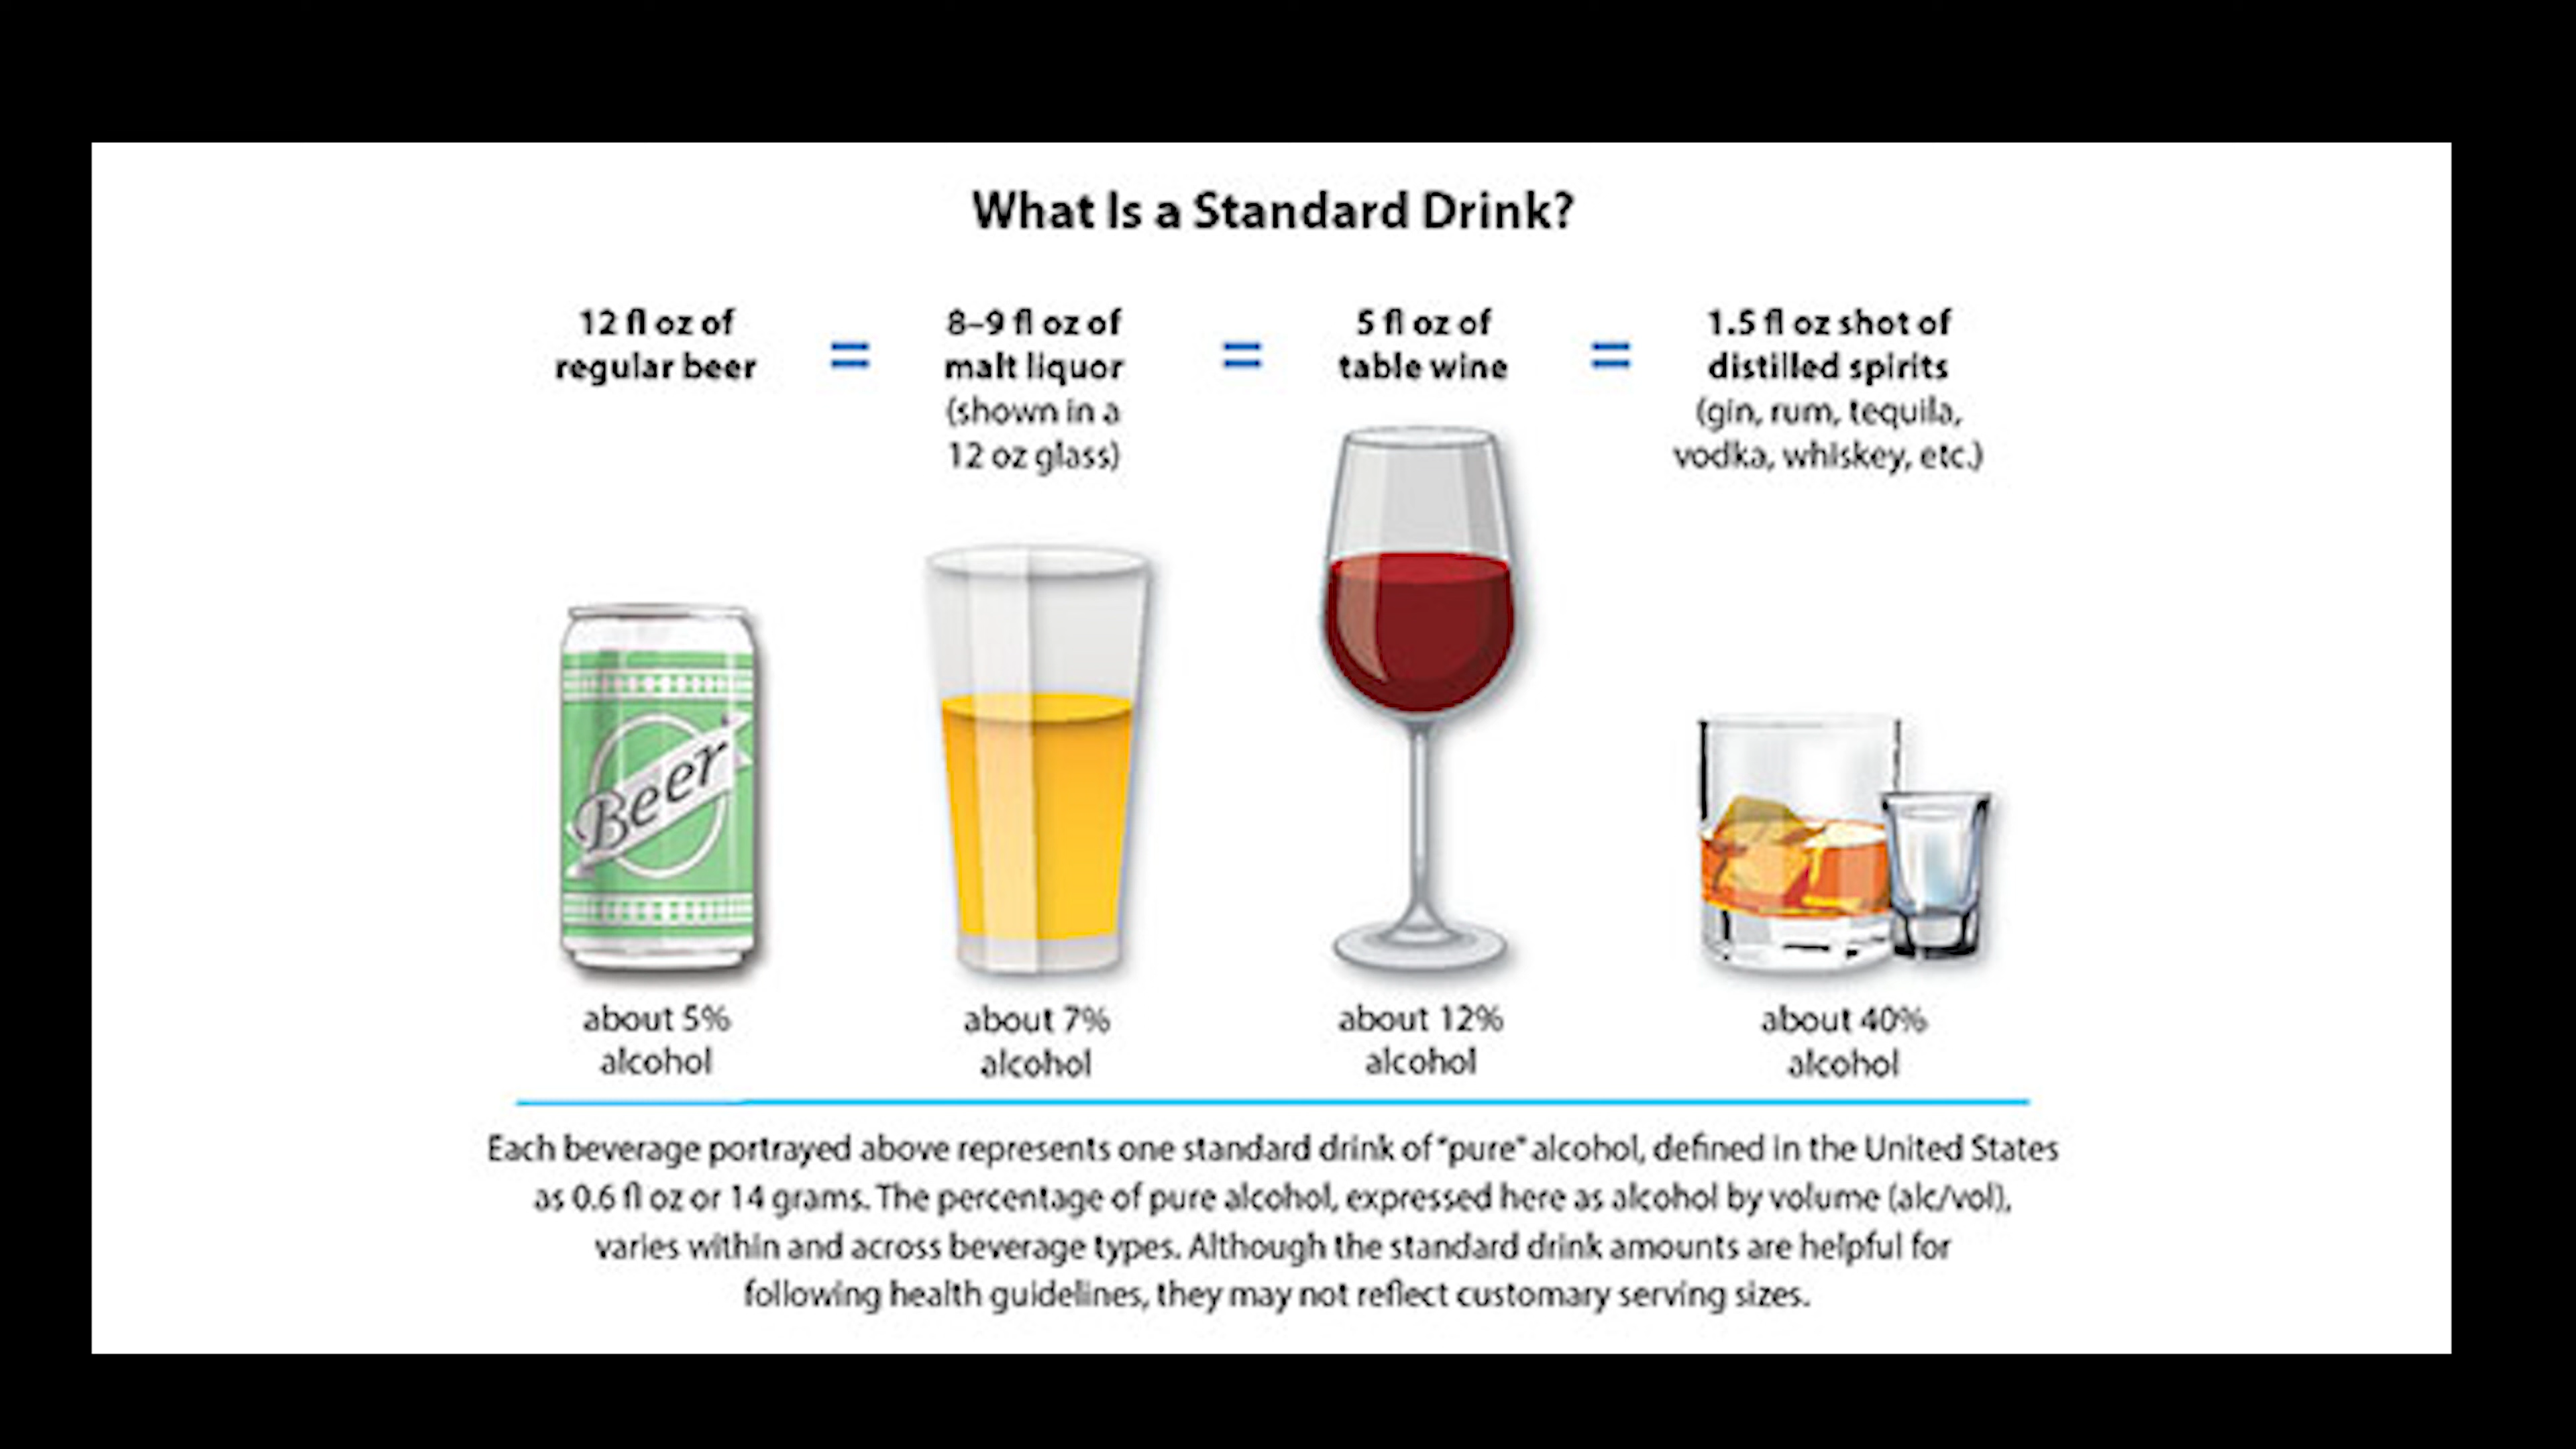 What Is a Standard Drink?
12 fl oz of
regular beer
=
8–9 fl oz of
malt liquor
(shown in a
12 oz glass)
=
5 fl oz of
table wine
=
1.5 fl oz shot of
distilled spirits
(gin, rum, tequila,
vodka, whiskey, etc.)
Beer
about 5%
alcohol
about 7%
alcohol
about 12%
alcohol
about 40%
alcohol
Each beverage portrayed above represents one standard drink of "pure" alcohol, defined in the United States
as 0.6 fl oz or 14 grams. The percentage of pure alcohol, expressed here as alcohol by volume (alc/vol),
varies within and across beverage types. Although the standard drink amounts are helpful for
following health guidelines, they may not reflect customary serving sizes.